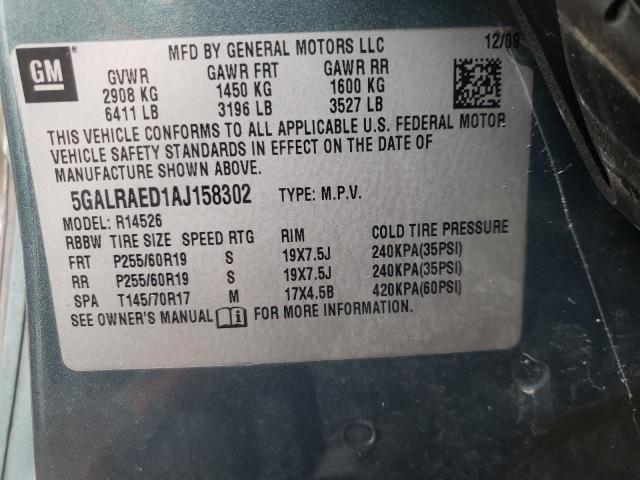 GM
MFD BY GENERAL MOTORS LLC 12/09
GVWR GAWR FRT GAWR RR
2908 KG 1450 KG 1600 KG
6411 LB 3196 LB 3527 LB
THIS VEHICLE CONFORMS TO ALL APPLICABLE U.S. FEDERAL MOTOR
VEHICLE SAFETY STANDARDS IN EFFECT ON THE DATE OF
MANUFACTURE SHOWN ABOVE.
5GALRAED1AJ158302 TYPE: M.P.V.
MODEL: R14526
RBBW TIRE SIZE SPEED RTG RIM COLD TIRE PRESSURE
FRT P255/60R19 S 19X7.5J 240KPA(35PSI)
RR P255/60R19 S 19X7.5J 240KPA(35PSI)
SPA T145/70R17 M 17X4.5B 420KPA(60PSI)
SEE OWNER'S MANUAL FOR MORE INFORMATION.